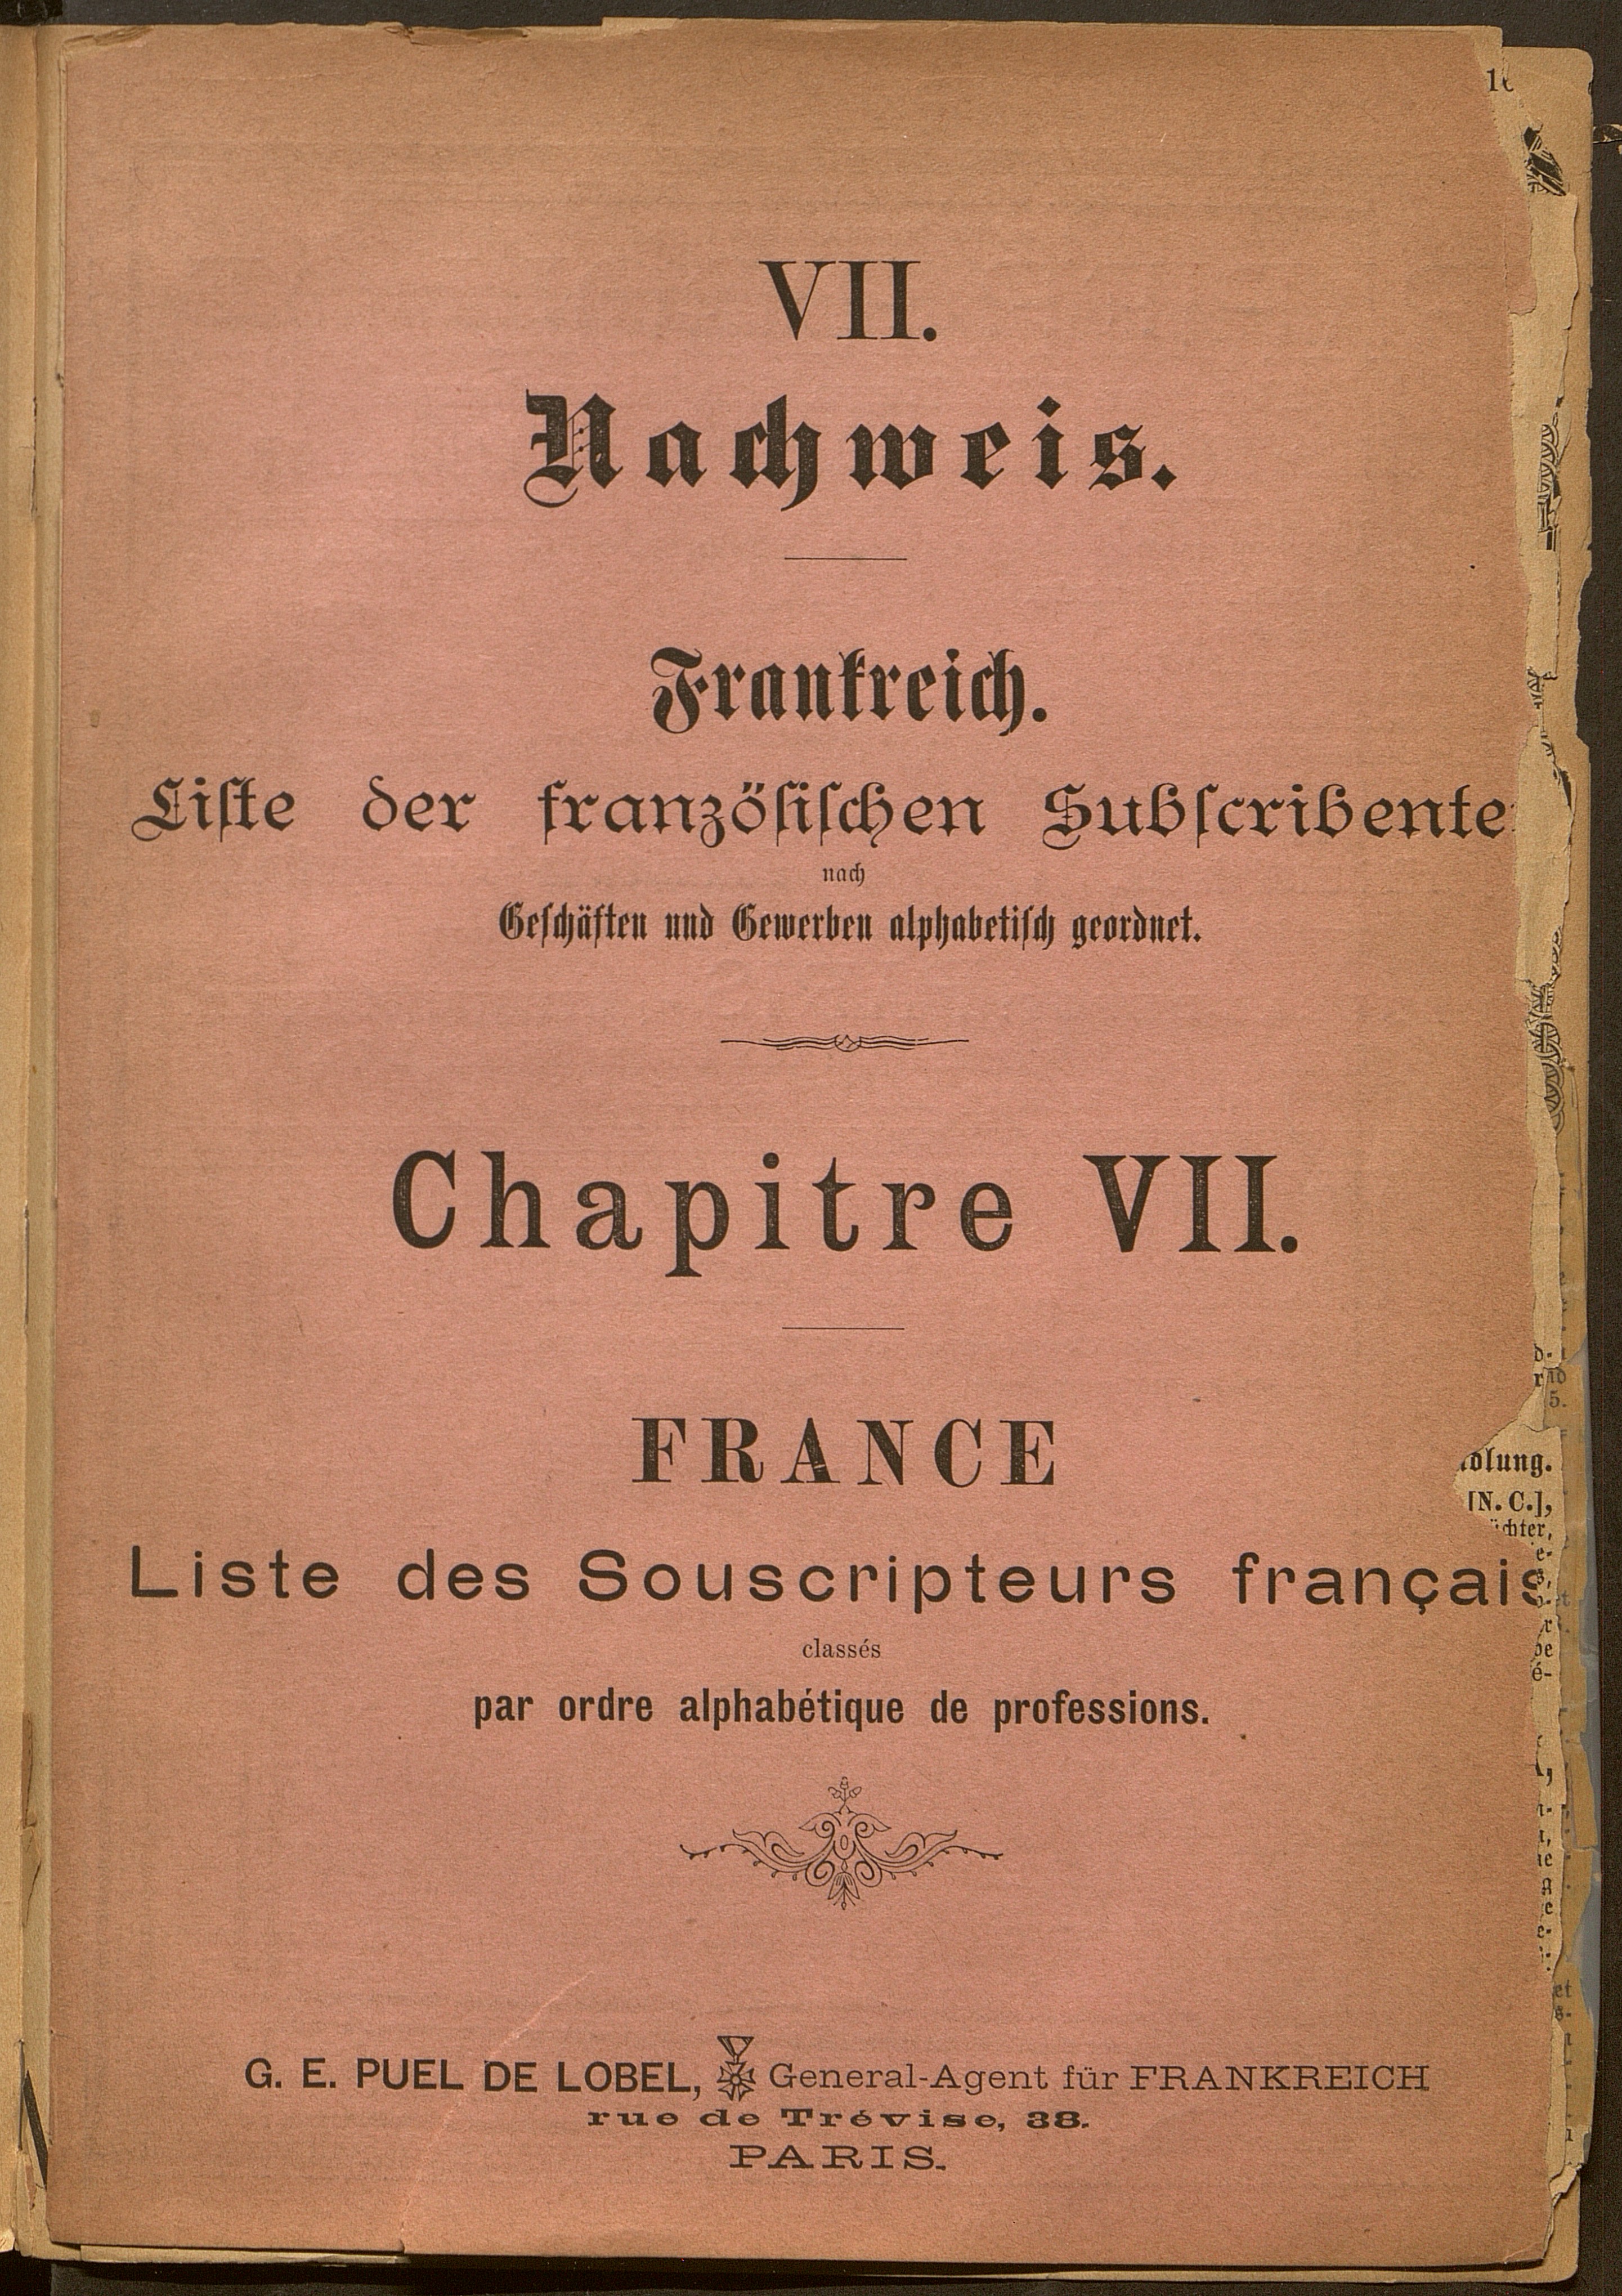 VII.
Nachweis.
Frankreich.
Liſte der franzöſiſchen Subſcribente
nach
Geſchäften und Gewerben alphabetiſch geordnet.
Chapitre VII.
FRANCE
Liste des Souscripteurs français
classés
par ordre alphabétique de professions.
G. E. PUEL DE LOBEL, General-Agent für FRANKREICH
rue de Trévise, 38.
PARIS.
[N. C.],